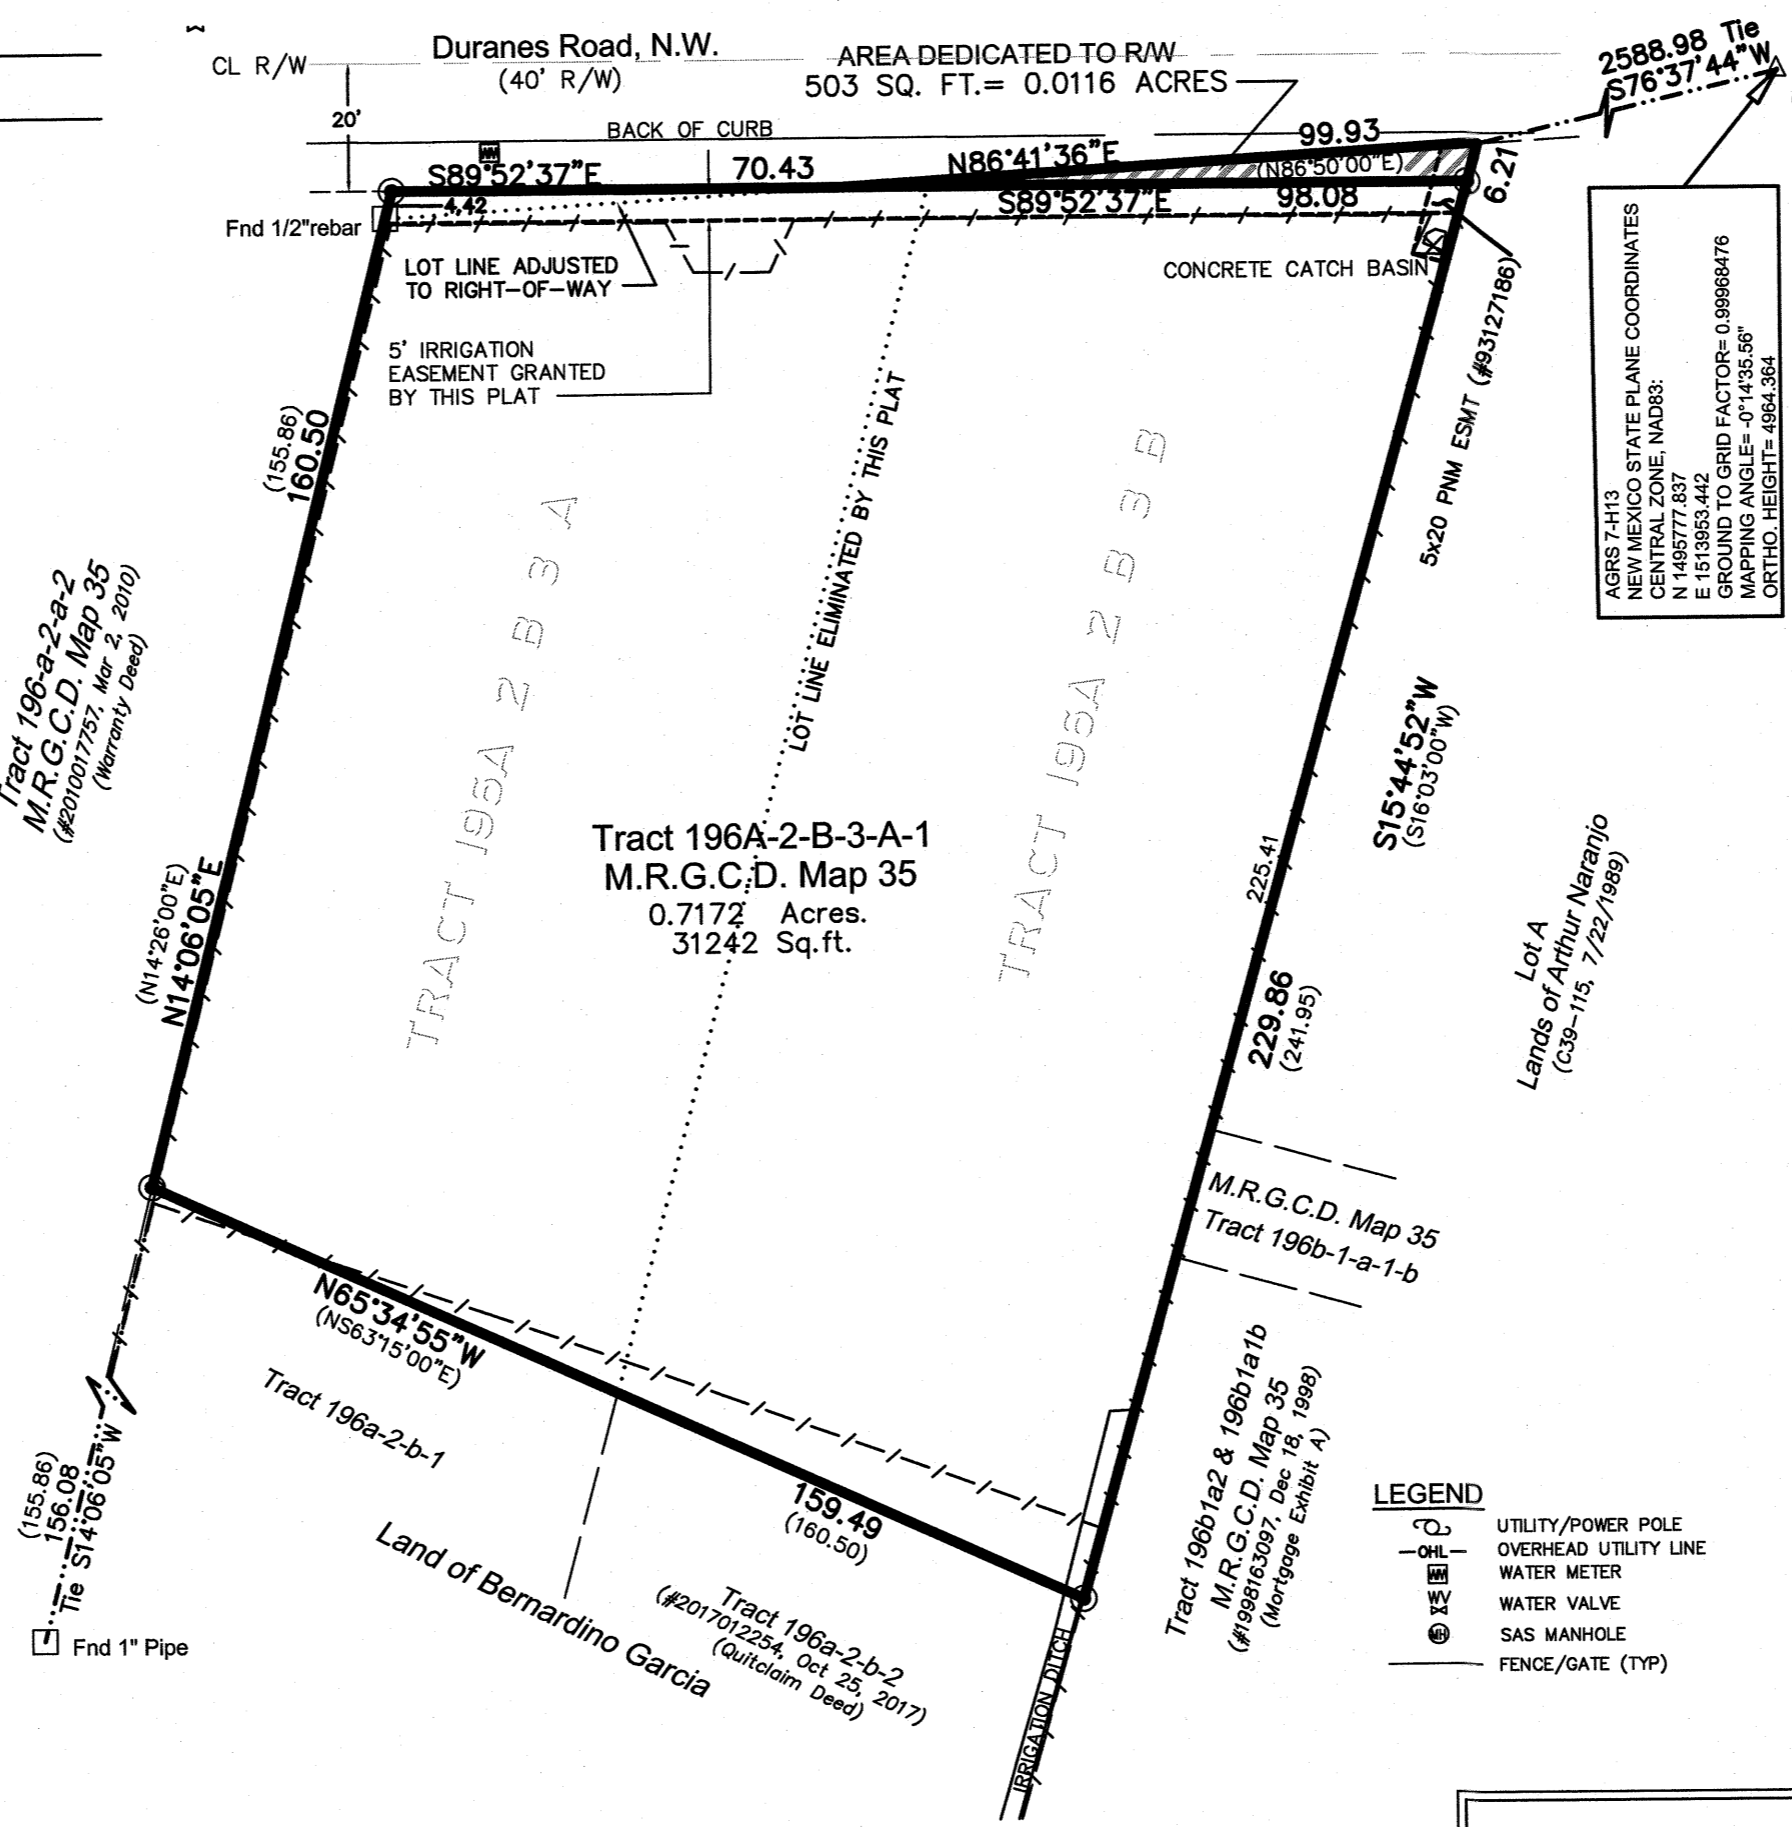 CL R/W
Duranes Road, N.W.
(40' R/W)
AREA DEDICATED TO R/W
503 SQ. FT.= 0.0116 ACRES
2588.98 Tie
S76°37'44"W
20'
BACK OF CURB
WM
S89°52'37"E
70.43
N86°41'36"E
99.93
(N86°50'00"E)
6.21
4.42
S89°52'37"E
98.08
Fnd 1/2"rebar
LOT LINE ADJUSTED
TO RIGHT-OF-WAY
CONCRETE CATCH BASIN
5' IRRIGATION
EASEMENT GRANTED
BY THIS PLAT
5x20 PNM ESMT (#93127186)
AGRS 7-H13
NEW MEXICO STATE PLANE COORDINATES
CENTRAL ZONE, NAD83:
N 1495777.837
E 1513953.442
GROUND TO GRID FACTOR= 0.99968476
MAPPING ANGLE= -0°14'35.56"
ORTHO. HEIGHT= 4964.364
(155.86)
160.50
LOT LINE ELIMINATED BY THIS PLAT
TRACT 196A 2 B 3 A
TRACT 196A 2 B 3 B
Tract 196-a-2-a-2
M.R.G.C.D. Map 35
(#2010017757, Mar 2, 2010)
(Warranty Deed)
(N14°26'00"E)
N14°06'05"E
Tract 196A-2-B-3-A-1
M.R.G.C.D. Map 35
0.7172 Acres.
31242 Sq.ft.
S15°44'52"W
(S16°03'00"W)
225.41
229.86
(241.95)
Lot A
Lands of Arthur Naranjo
(C39-115, 7/22/1989)
M.R.G.C.D. Map 35
Tract 196b-1-a-1-b
N65°34'55"W
(NS63°15'00"E)
Tract 196a-2-b-1
159.49
(160.50)
Land of Bernardino Garcia
Tract 196a-2-b-2
(#2017012254, Oct 25, 2017)
(Quitclaim Deed)
Tract 196b1a2 & 196b1a1b
M.R.G.C.D. Map 35
(#1998163097, Dec 18, 1998)
(Mortgage Exhibit A)
IRRIGATION DITCH
(155.86)
156.08
Tie S14°06'05"W
Fnd 1" Pipe
LEGEND
UTILITY/POWER POLE
OHL OVERHEAD UTILITY LINE
WM WATER METER
WV WATER VALVE
MH SAS MANHOLE
FENCE/GATE (TYP)